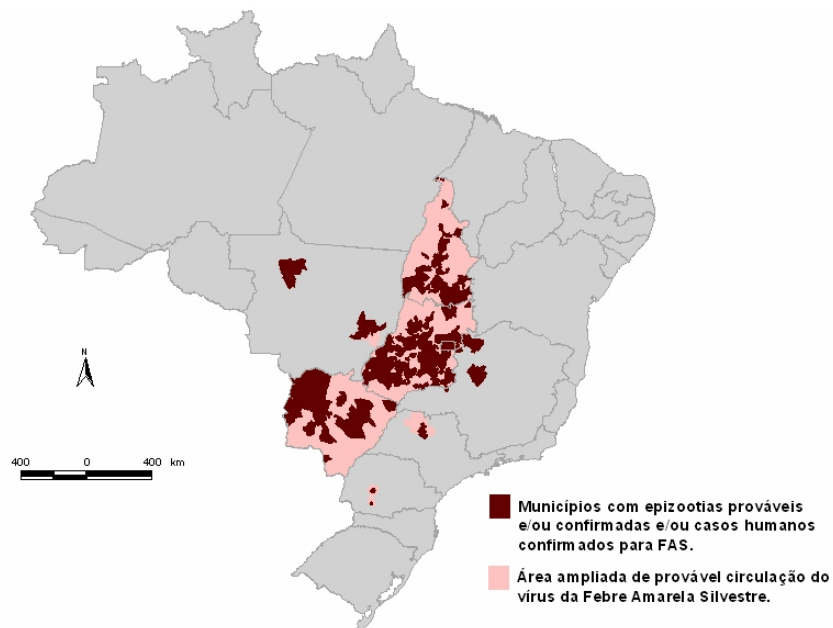 N
400 0 400 km
Municípios com epizootias prováveis
e/ou confirmadas e/ou casos humanos
confirmados para FAS.
Área ampliada de provável circulação do
vírus da Febre Amarela Silvestre.